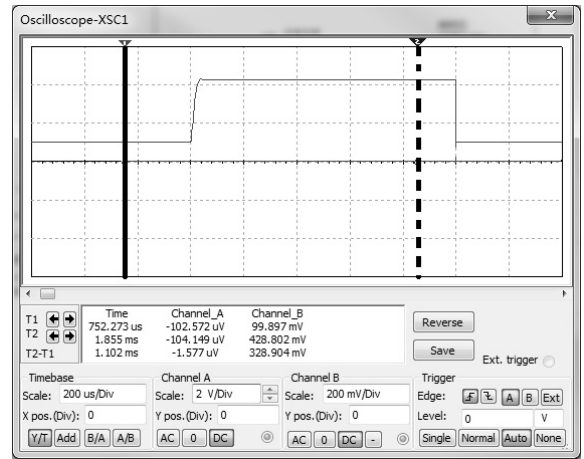 Oscilloscope-XSC1
x
1
2
Time Channel_A Channel_B
T1 752.273 us -102.572 uV 99.897 mV
T2 1.855 ms -104.149 uV 428.802 mV
T2-T1 1.102 ms -1.577 uV 328.904 mV
Reverse
Save
Ext. trigger
Timebase Channel A Channel B Trigger
Scale: 200 us/Div Scale: 2 V/Div Scale: 200 mV/Div Edge: A B Ext
X pos.(Div): 0 Y pos.(Div): 0 Y pos.(Div): 0 Level: 0 V
Y/T Add B/A A/B AC 0 DC AC 0 DC - Single Normal Auto None